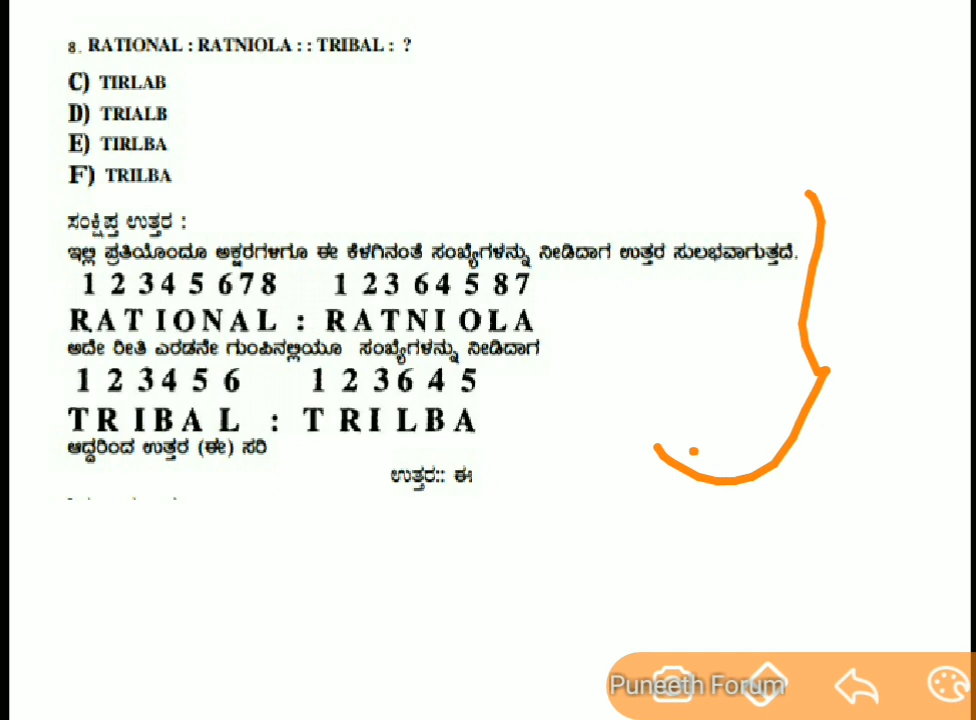 8. RATIONAL : RATNIOLA : : TRIBAL : ?
C) TIRLAB
D) TRIALB
E) TIRLBA
F) TRILBA
ಸಂಕ್ಷಿಪ್ತ ಉತ್ತರ :
ಇಲ್ಲಿ ಪ್ರತಿಯೊಂದೂ ಅಕ್ಷರಗಳಿಗೂ ಈ ಕೆಳಗಿನಂತೆ ಸಂಖ್ಯೆಗಳನ್ನು ನೀಡಿದಾಗ ಉತ್ತರ ಸುಲಭವಾಗುತ್ತದೆ.
1 2 3 4 5 6 7 8 1 2 3 6 4 5 8 7
RATIONAL : RATNIOLA
ಅದೇ ರೀತಿ ಎರಡನೇ ಗುಂಪಿನಲ್ಲಿಯೂ ಸಂಖ್ಯೆಗಳನ್ನು ನೀಡಿದಾಗ
1 2 3 4 5 6 1 2 3 6 4 5
TRIBAL : TRILBA
ಆದ್ದರಿಂದ ಉತ್ತರ (ಈ) ಸರಿ
ಉತ್ತರ:: ಈ
Puneeth Forum